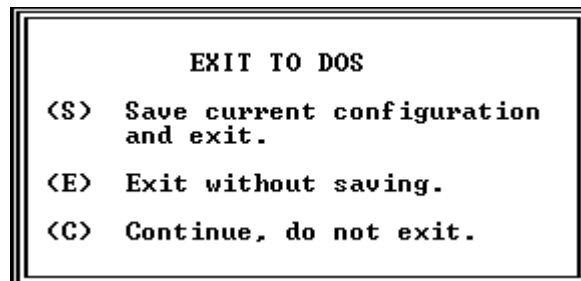 EXIT TO DOS
(S) Save current configuration
and exit.
(E) Exit without saving.
(C) Continue, do not exit.